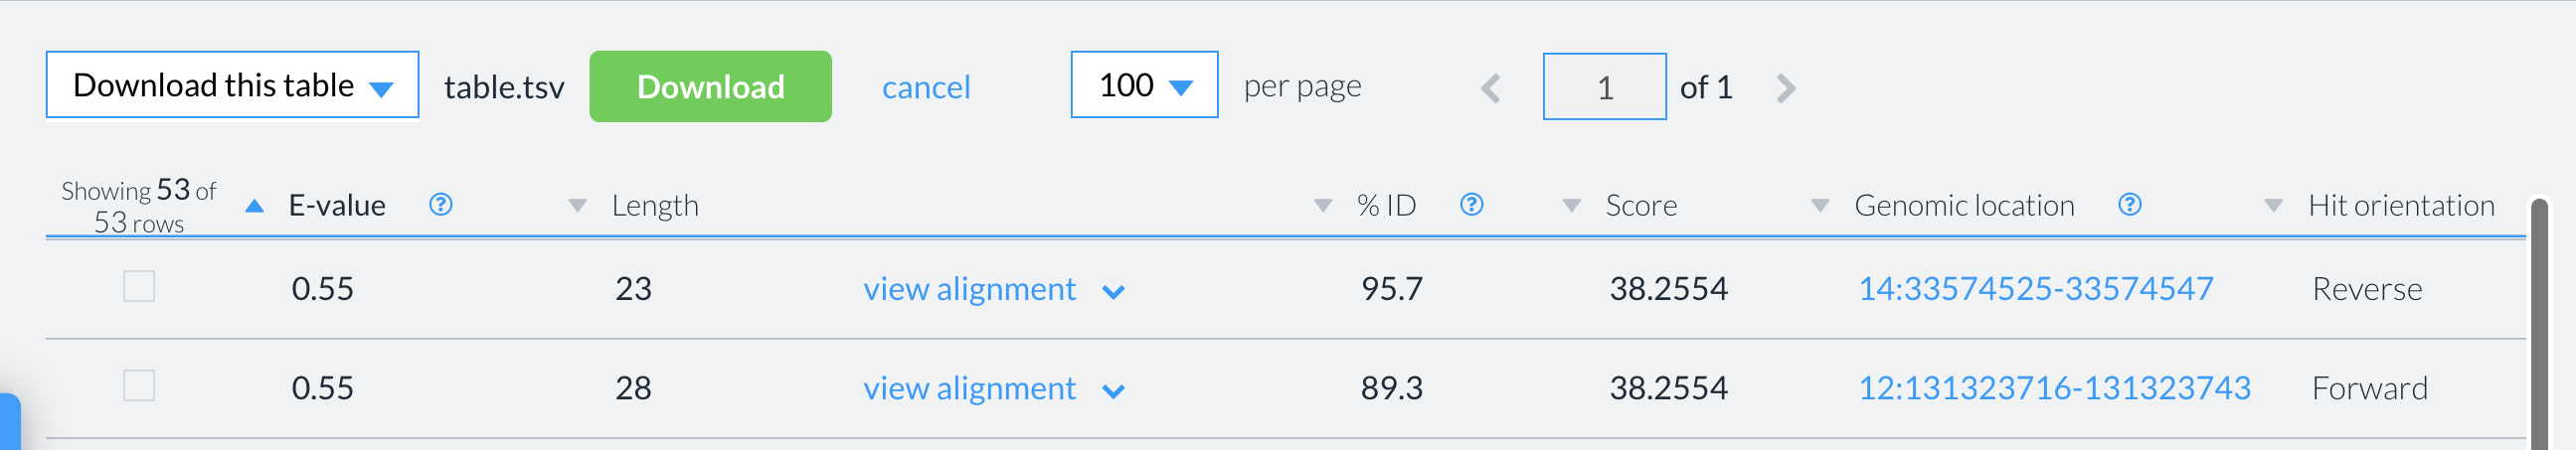 Download this table table.tsv Download cancel 100 per page 1 of 1
Showing 53 of
53 rows
E-value ? Length % ID ? Score Genomic location ? Hit orientation
0.55 23 view alignment 95.7 38.2554 14:33574525-33574547 Reverse
0.55 28 view alignment 89.3 38.2554 12:131323716-131323743 Forward